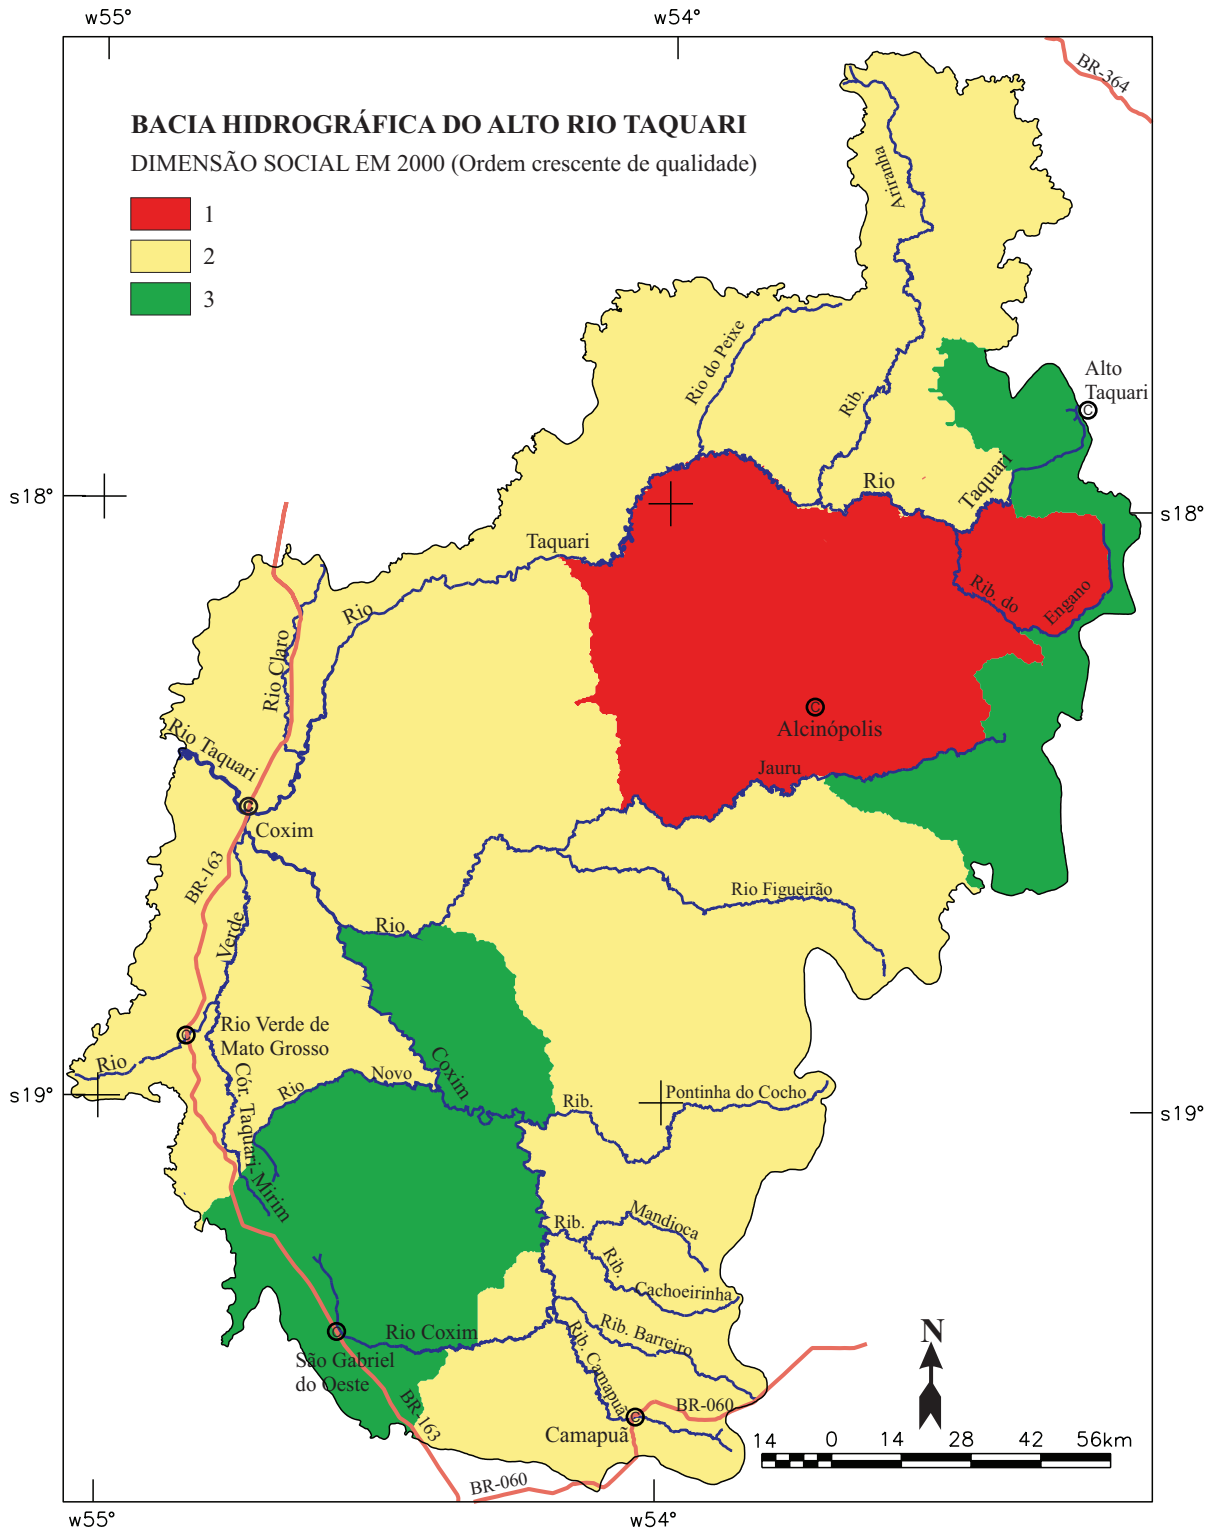 w55°
w54°
BR-364
BACIA HIDROGRÁFICA DO ALTO RIO TAQUARI
DIMENSÃO SOCIAL EM 2000 (Ordem crescente de qualidade)
1
2
3
Ariranha
Rio do Peixe
Rib.
Alto
Taquari
C
s18°
Rio
Taquari
s18°
Taquari
Rio
Rib. do
Engano
Rio Claro
C
Alcinópolis
Rio Taquari
Jauru
C
Coxim
BR-163
Rio Figueirão
Verde
Rio
C
Rio Verde de
Mato Grosso
Rio
Cór. Taquari-Mirim
Rio
Novo
Coxim
Rib.
Pontinha do Cocho
s19°
s19°
Rib.
Mandioca
Rib.
Cachoeirinha
Rio Coxim
C
São Gabriel
do Oeste
Rib. Barreiro
Rib. Camapuã
BR-163
C
BR-060
Camapuã
BR-060
N
14 0 14 28 42 56km
w55°
w54°